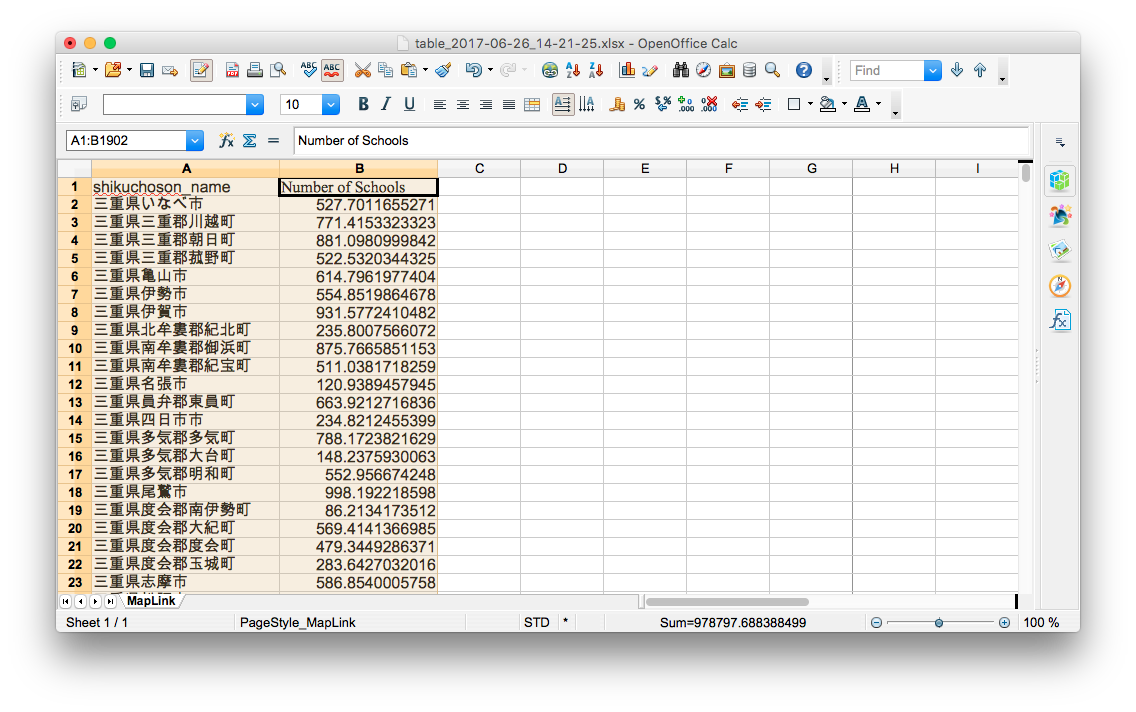 table_2017-06-26_14-21-25.xlsx - OpenOffice Calc
Find
10
A1:B1902 Number of Schools
A B C D E F G H I
1 shikuchoson_name Number of Schools
2 三重県いなべ市 527.7011655271
3 三重県三重郡川越町 771.4153323323
4 三重県三重郡朝日町 881.0980999842
5 三重県三重郡菰野町 522.5320344325
6 三重県亀山市 614.7961977404
7 三重県伊勢市 554.8519864678
8 三重県伊賀市 931.5772410482
9 三重県北牟婁郡紀北町 235.8007566072
10 三重県南牟婁郡御浜町 875.7665851153
11 三重県南牟婁郡紀宝町 511.0381718259
12 三重県名張市 120.9389457945
13 三重県員弁郡東員町 663.9212716836
14 三重県四日市市 234.8212455399
15 三重県多気郡多気町 788.1723821629
16 三重県多気郡大台町 148.2375930063
17 三重県多気郡明和町 552.956674248
18 三重県尾鷲市 998.192218598
19 三重県度会郡南伊勢町 86.2134173512
20 三重県度会郡大紀町 569.4141366985
21 三重県度会郡度会町 479.3449286371
22 三重県度会郡玉城町 283.6427032016
23 三重県志摩市 586.8540005758
MapLink
Sheet 1 / 1 PageStyle_MapLink STD * Sum=978797.688388499 100 %